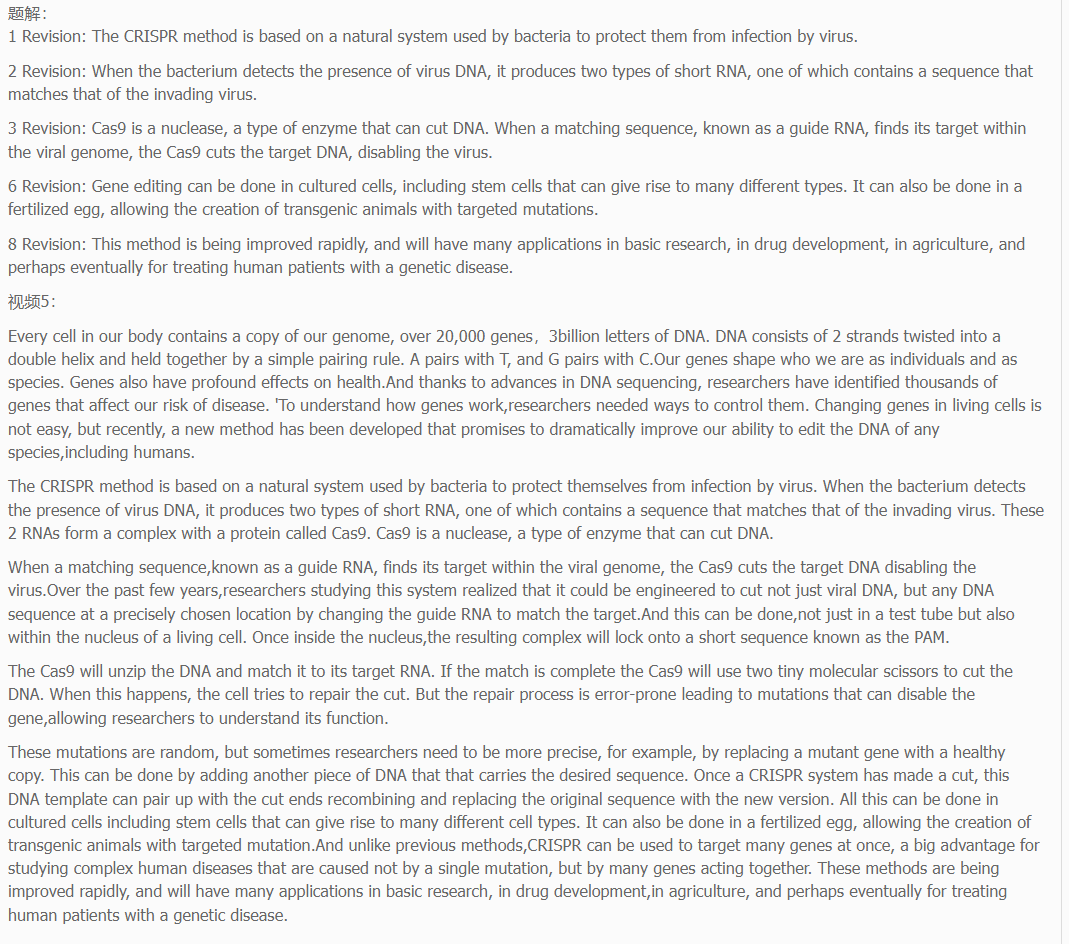 题解：
1 Revision: The CRISPR method is based on a natural system used by bacteria to protect them from infection by virus.
2 Revision: When the bacterium detects the presence of virus DNA, it produces two types of short RNA, one of which contains a sequence that
matches that of the invading virus.
3 Revision: Cas9 is a nuclease, a type of enzyme that can cut DNA. When a matching sequence, known as a guide RNA, finds its target within
the viral genome, the Cas9 cuts the target DNA, disabling the virus.
6 Revision: Gene editing can be done in cultured cells, including stem cells that can give rise to many different types. It can also be done in a
fertilized egg, allowing the creation of transgenic animals with targeted mutations.
8 Revision: This method is being improved rapidly, and will have many applications in basic research, in drug development, in agriculture, and
perhaps eventually for treating human patients with a genetic disease.
视频5：
Every cell in our body contains a copy of our genome, over 20,000 genes，3billion letters of DNA. DNA consists of 2 strands twisted into a
double helix and held together by a simple pairing rule. A pairs with T, and G pairs with C.Our genes shape who we are as individuals and as
species. Genes also have profound effects on health.And thanks to advances in DNA sequencing, researchers have identified thousands of
genes that affect our risk of disease. 'To understand how genes work,researchers needed ways to control them. Changing genes in living cells is
not easy, but recently, a new method has been developed that promises to dramatically improve our ability to edit the DNA of any
species,including humans.
The CRISPR method is based on a natural system used by bacteria to protect themselves from infection by virus. When the bacterium detects
the presence of virus DNA, it produces two types of short RNA, one of which contains a sequence that matches that of the invading virus. These
2 RNAs form a complex with a protein called Cas9. Cas9 is a nuclease, a type of enzyme that can cut DNA.
When a matching sequence,known as a guide RNA, finds its target within the viral genome, the Cas9 cuts the target DNA disabling the
virus.Over the past few years,researchers studying this system realized that it could be engineered to cut not just viral DNA, but any DNA
sequence at a precisely chosen location by changing the guide RNA to match the target.And this can be done,not just in a test tube but also
within the nucleus of a living cell. Once inside the nucleus,the resulting complex will lock onto a short sequence known as the PAM.
The Cas9 will unzip the DNA and match it to its target RNA. If the match is complete the Cas9 will use two tiny molecular scissors to cut the
DNA. When this happens, the cell tries to repair the cut. But the repair process is error-prone leading to mutations that can disable the
gene,allowing researchers to understand its function.
These mutations are random, but sometimes researchers need to be more precise, for example, by replacing a mutant gene with a healthy
copy. This can be done by adding another piece of DNA that that carries the desired sequence. Once a CRISPR system has made a cut, this
DNA template can pair up with the cut ends recombining and replacing the original sequence with the new version. All this can be done in
cultured cells including stem cells that can give rise to many different cell types. It can also be done in a fertilized egg, allowing the creation of
transgenic animals with targeted mutation.And unlike previous methods,CRISPR can be used to target many genes at once, a big advantage for
studying complex human diseases that are caused not by a single mutation, but by many genes acting together. These methods are being
improved rapidly, and will have many applications in basic research, in drug development,in agriculture, and perhaps eventually for treating
human patients with a genetic disease.